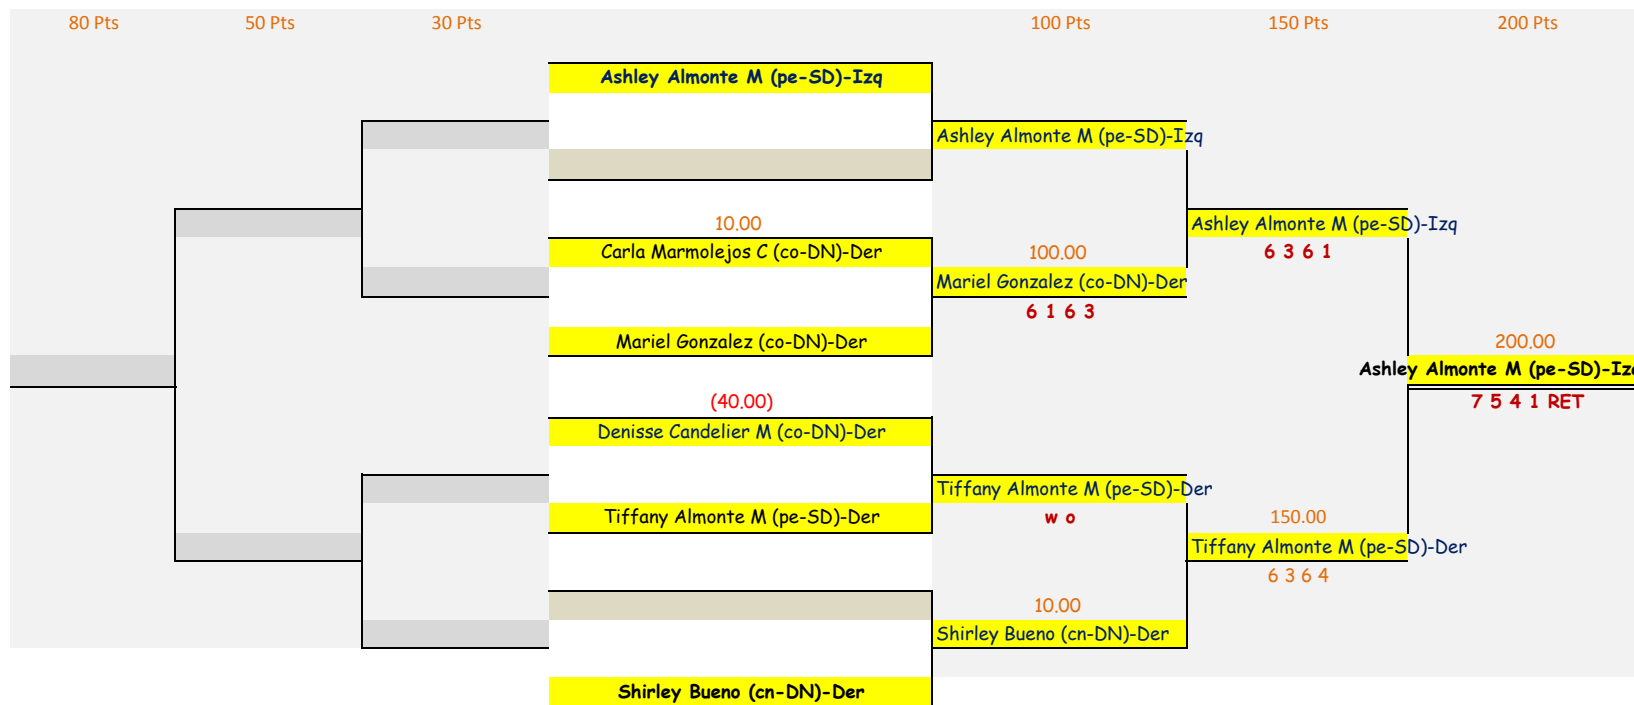 80 Pts 50 Pts 30 Pts 100 Pts 150 Pts 200 Pts
Ashley Almonte M (pe-SD)-Izq
Ashley Almonte M (pe-SD)-Izq
10.00 Ashley Almonte M (pe-SD)-Izq
Carla Marmolejos C (co-DN)-Der 100.00 6 3 6 1
Mariel Gonzalez (co-DN)-Der
6 1 6 3
Mariel Gonzalez (co-DN)-Der 200.00
Ashley Almonte M (pe-SD)-Iz
(40.00) 7 5 4 1 RET
Denisse Candelier M (co-DN)-Der
Tiffany Almonte M (pe-SD)-Der
Tiffany Almonte M (pe-SD)-Der w o 150.00
Tiffany Almonte M (pe-SD)-Der
6 3 6 4
10.00
Shirley Bueno (cn-DN)-Der
Shirley Bueno (cn-DN)-Der